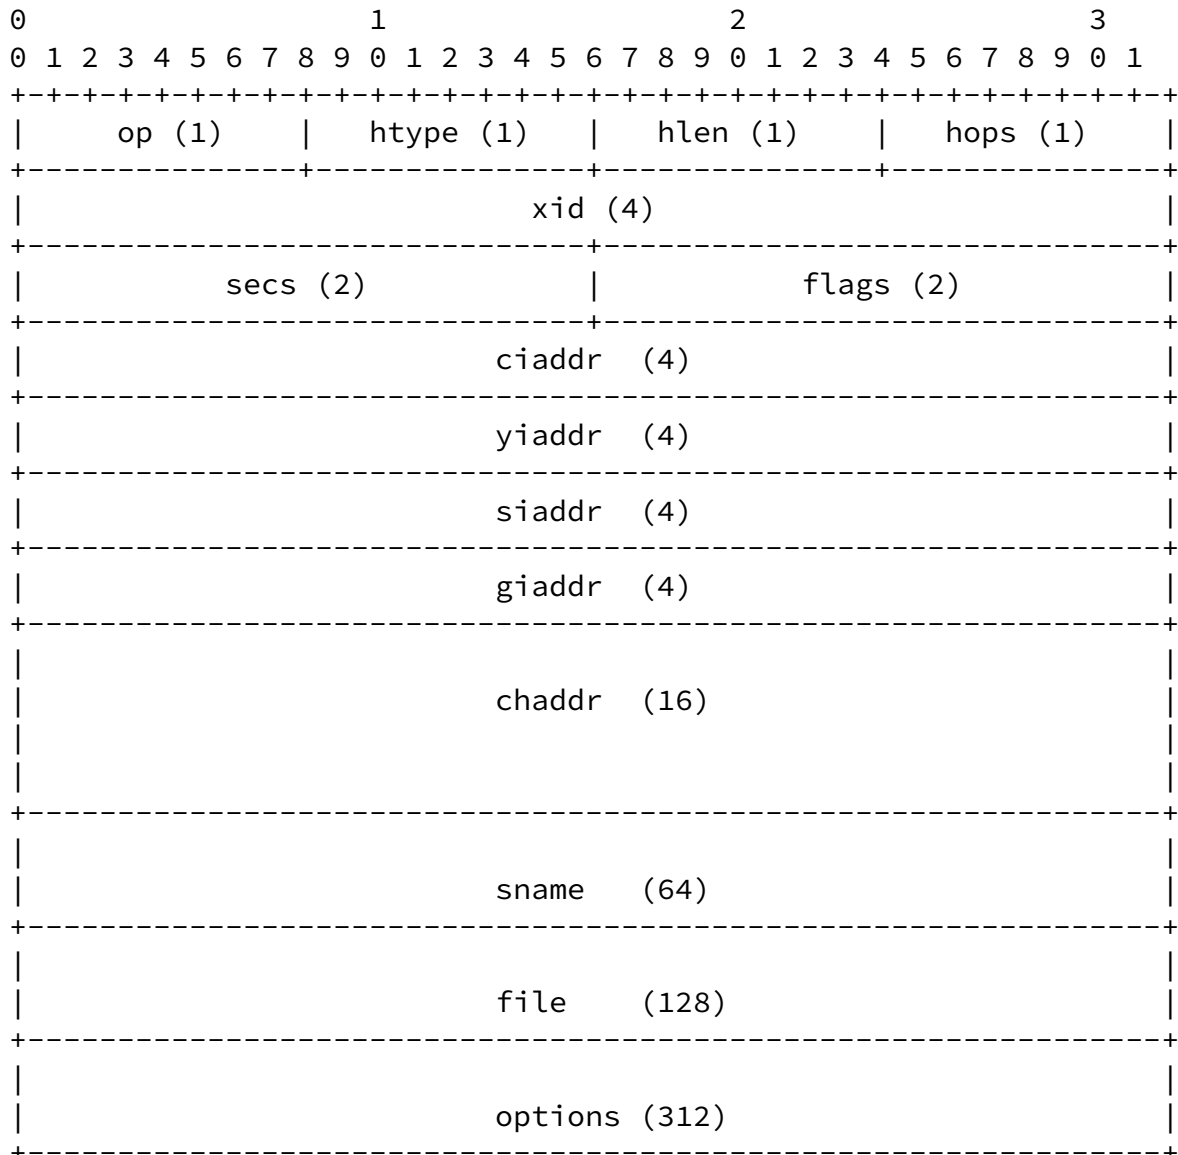 0                   1                   2                   3
0 1 2 3 4 5 6 7 8 9 0 1 2 3 4 5 6 7 8 9 0 1 2 3 4 5 6 7 8 9 0 1
+-+-+-+-+-+-+-+-+-+-+-+-+-+-+-+-+-+-+-+-+-+-+-+-+-+-+-+-+-+-+-+-+
|     op (1)    |   htype (1)   |   hlen (1)    |   hops (1)    |
+---------------+---------------+---------------+---------------+
|                            xid (4)                            |
+-------------------------------+-------------------------------+
|           secs (2)            |           flags (2)           |
+-------------------------------+-------------------------------+
|                          ciaddr  (4)                          |
+---------------------------------------------------------------+
|                          yiaddr  (4)                          |
+---------------------------------------------------------------+
|                          siaddr  (4)                          |
+---------------------------------------------------------------+
|                          giaddr  (4)                          |
+---------------------------------------------------------------+
|                                                               |
|                          chaddr  (16)                         |
|                                                               |
|                                                               |
+---------------------------------------------------------------+
|                                                               |
|                          sname   (64)                         |
+---------------------------------------------------------------+
|                                                               |
|                          file    (128)                        |
+---------------------------------------------------------------+
|                                                               |
|                          options (312)                        |
+---------------------------------------------------------------+